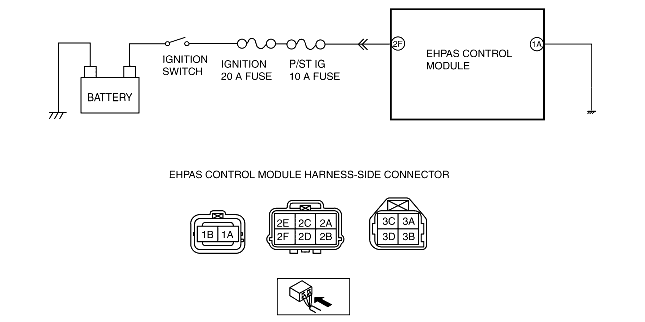 2F
1A
EHPAS CONTROL
MODULE
IGNITION
SWITCH
IGNITION
20 A FUSE
P/ST IG
10 A FUSE
BATTERY
EHPAS CONTROL MODULE HARNESS-SIDE CONNECTOR
1B 1A
2E 2C 2A
2F 2D 2B
3C 3A
3D 3B